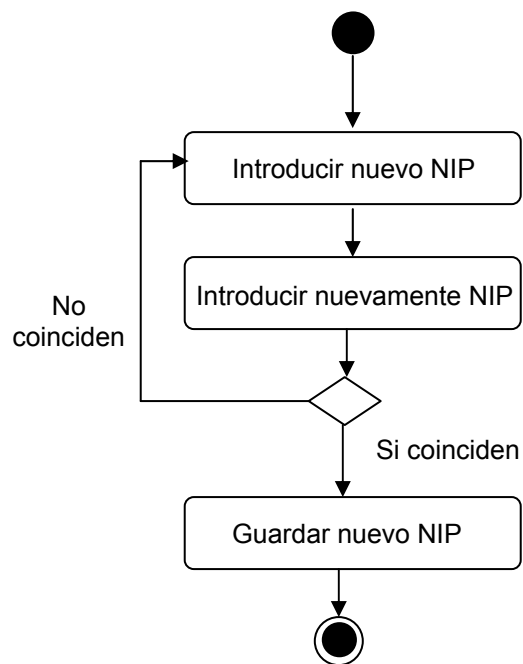 Introducir nuevo NIP
Introducir nuevamente NIP
No
coinciden
Si coinciden
Guardar nuevo NIP